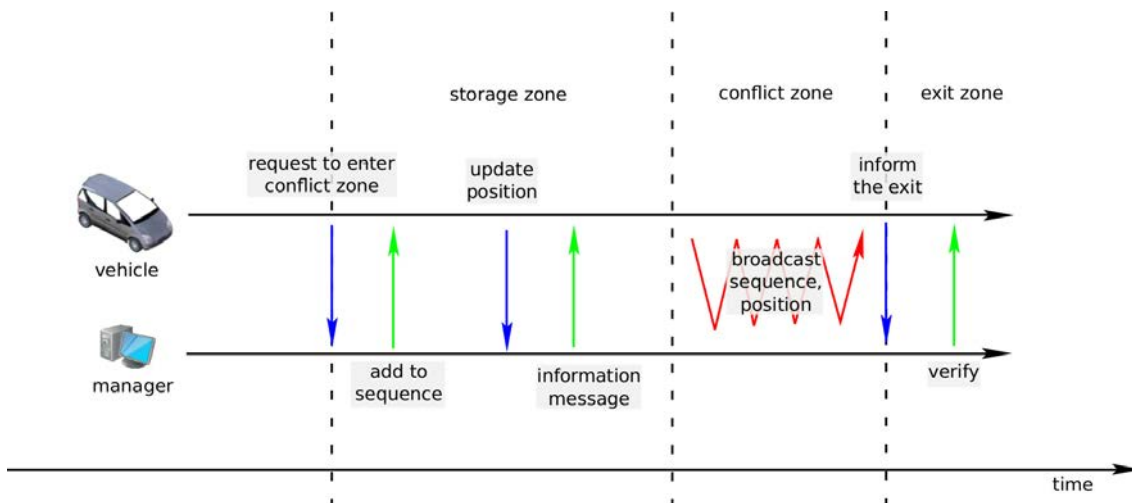 storage zone
conflict zone
exit zone
request to enter
conflict zone
update
position
inform
the exit
vehicle
broadcast
sequence,
position
manager
add to
sequence
information
message
verify
time